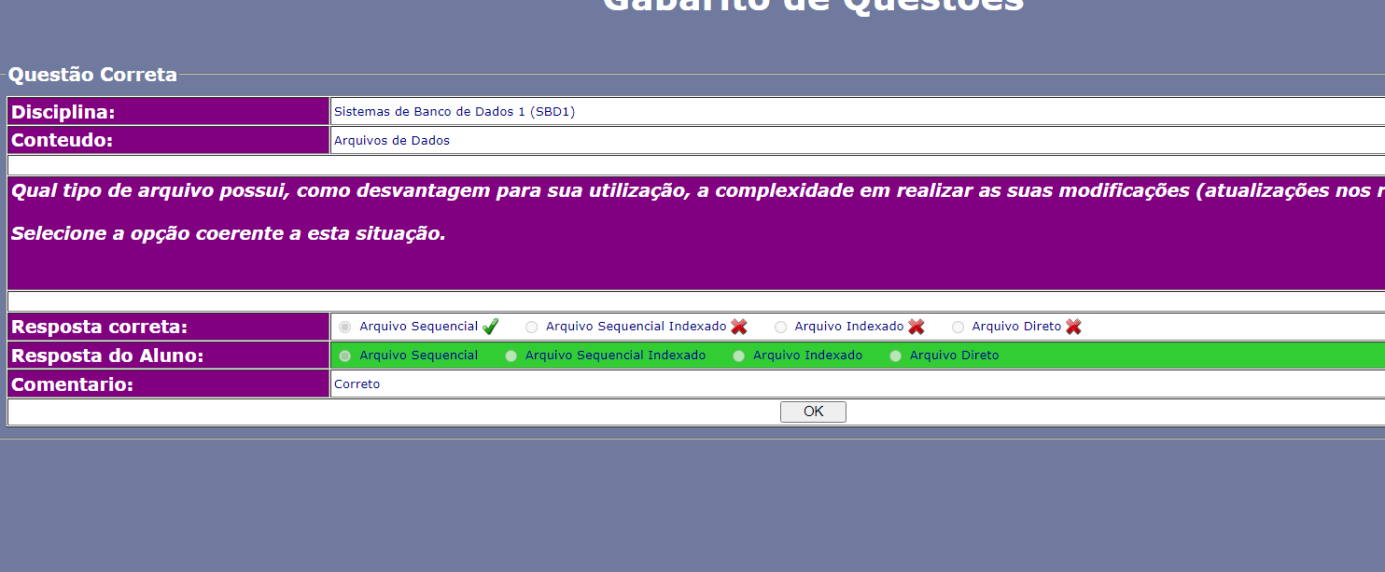 Gabarito de Questões
Questão Correta
Disciplina: Sistemas de Banco de Dados 1 (SBD1)
Conteudo: Arquivos de Dados
Qual tipo de arquivo possui, como desvantagem para sua utilização, a complexidade em realizar as suas modificações (atualizações nos
Selecione a opção coerente a esta situação.
Resposta correta: Arquivo Sequencial Arquivo Sequencial Indexado Arquivo Indexado Arquivo Direto
Resposta do Aluno: Arquivo Sequencial Arquivo Sequencial Indexado Arquivo Indexado Arquivo Direto
Comentario: Correto
OK